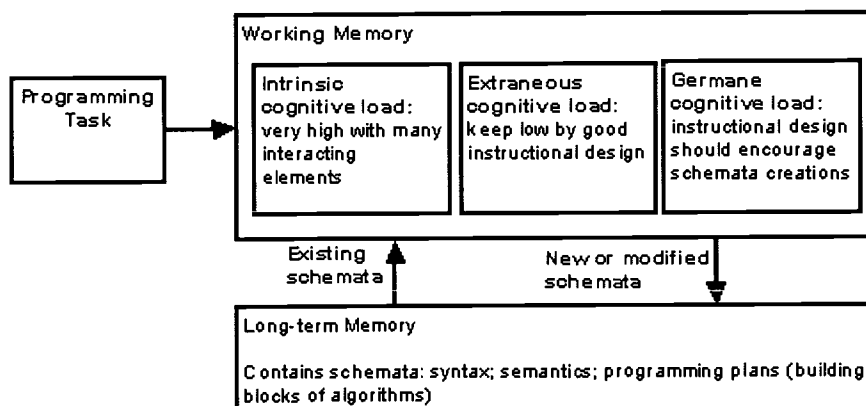 Working Memory
Programming
Task
Intrinsic
cognitive load:
very high with many
interacting
elements
Extraneous
cognitive load:
keep low by good
instructional design
Germane
cognitive load:
instructional design
should encourage
schemata creations
Existing
schemata
New or modified
schemata
Long-term Memory
Contains schemata: syntax; semantics; programming plans (building
blocks of algorithms)